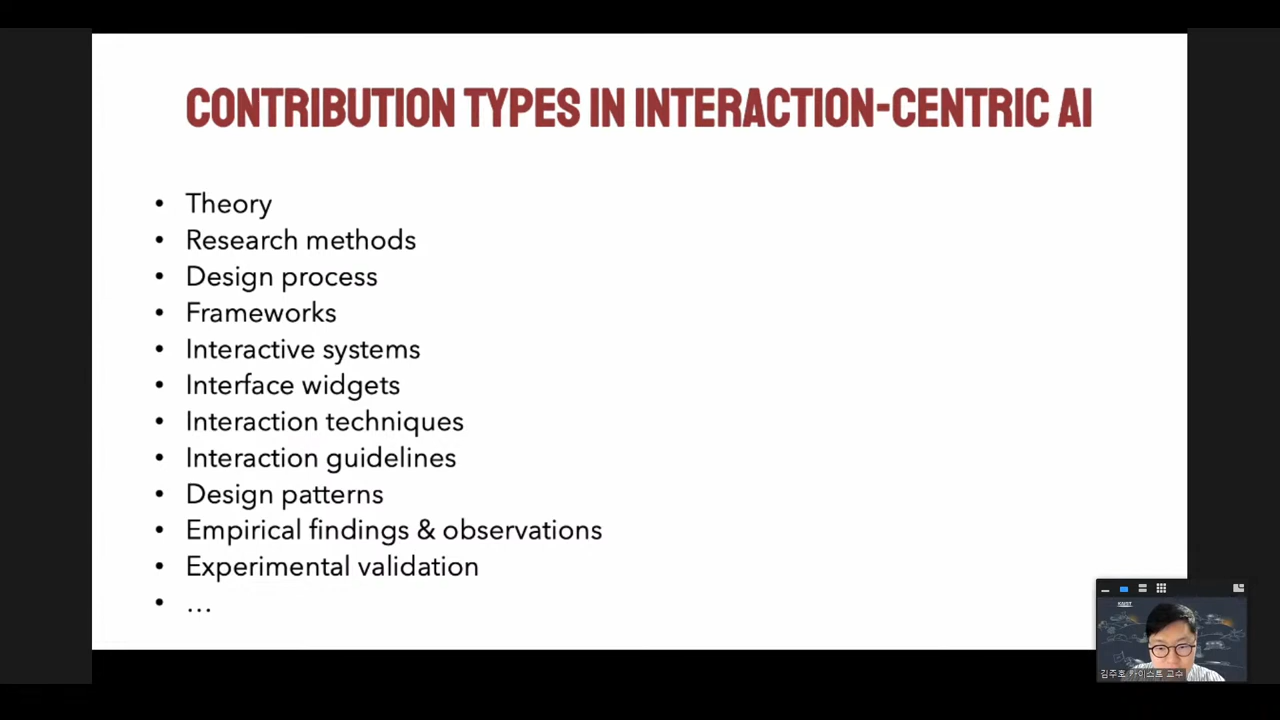 CONTRIBUTION TYPES IN INTERACTION-CENTRIC AI
• Theory
• Research methods
• Design process
• Frameworks
• Interactive systems
• Interface widgets
• Interaction techniques
• Interaction guidelines
• Design patterns
• Empirical findings & observations
• Experimental validation
• ...
KAIST
김주호 카이스트 교수